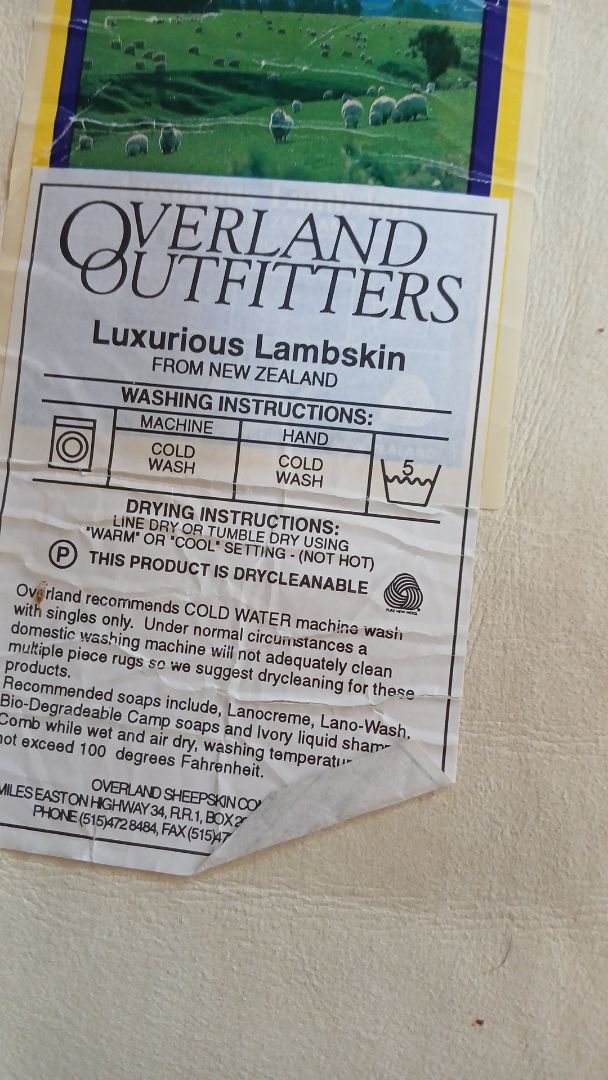 OVERLAND
OUTFITTERS
Luxurious Lambskin
FROM NEW ZEALAND
WASHING INSTRUCTIONS:
MACHINE HAND
COLD WASH COLD WASH 5
DRYING INSTRUCTIONS:
LINE DRY OR TUMBLE DRY USING
"WARM" OR "COOL" SETTING - (NOT HOT)
P THIS PRODUCT IS DRYCLEANABLE
PURE NEW WOOL
Overland recommends COLD WATER machine wash
with singles only. Under normal circumstances a
domestic washing machine will not adequately clean
multiple piece rugs so we suggest drycleaning for these
products.
Recommended soaps include, Lanocreme, Lano-Wash,
Bio-Degradeable Camp soaps and Ivory liquid
Comb while wet and air dry, washing
not exceed 100 degrees Fahrenheit.
OVERLAND SHEEPSKIN
MILES EAST ON HIGHWAY 34, R.R.1, BOX
PHONE (515)472 8484, FAX (515)47